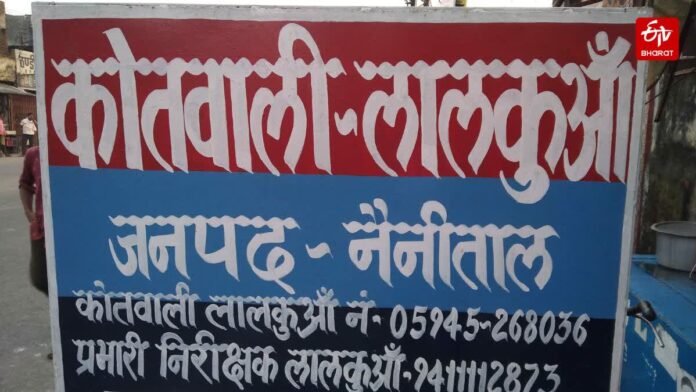 etv
BHARAT
कोतवाली-लालकुआँ
जनपद - नैनीताल
कोतवाली लालकुआँ नं- 05945-268036
प्रभारी निरीक्षक लालकुआँ-9411112873